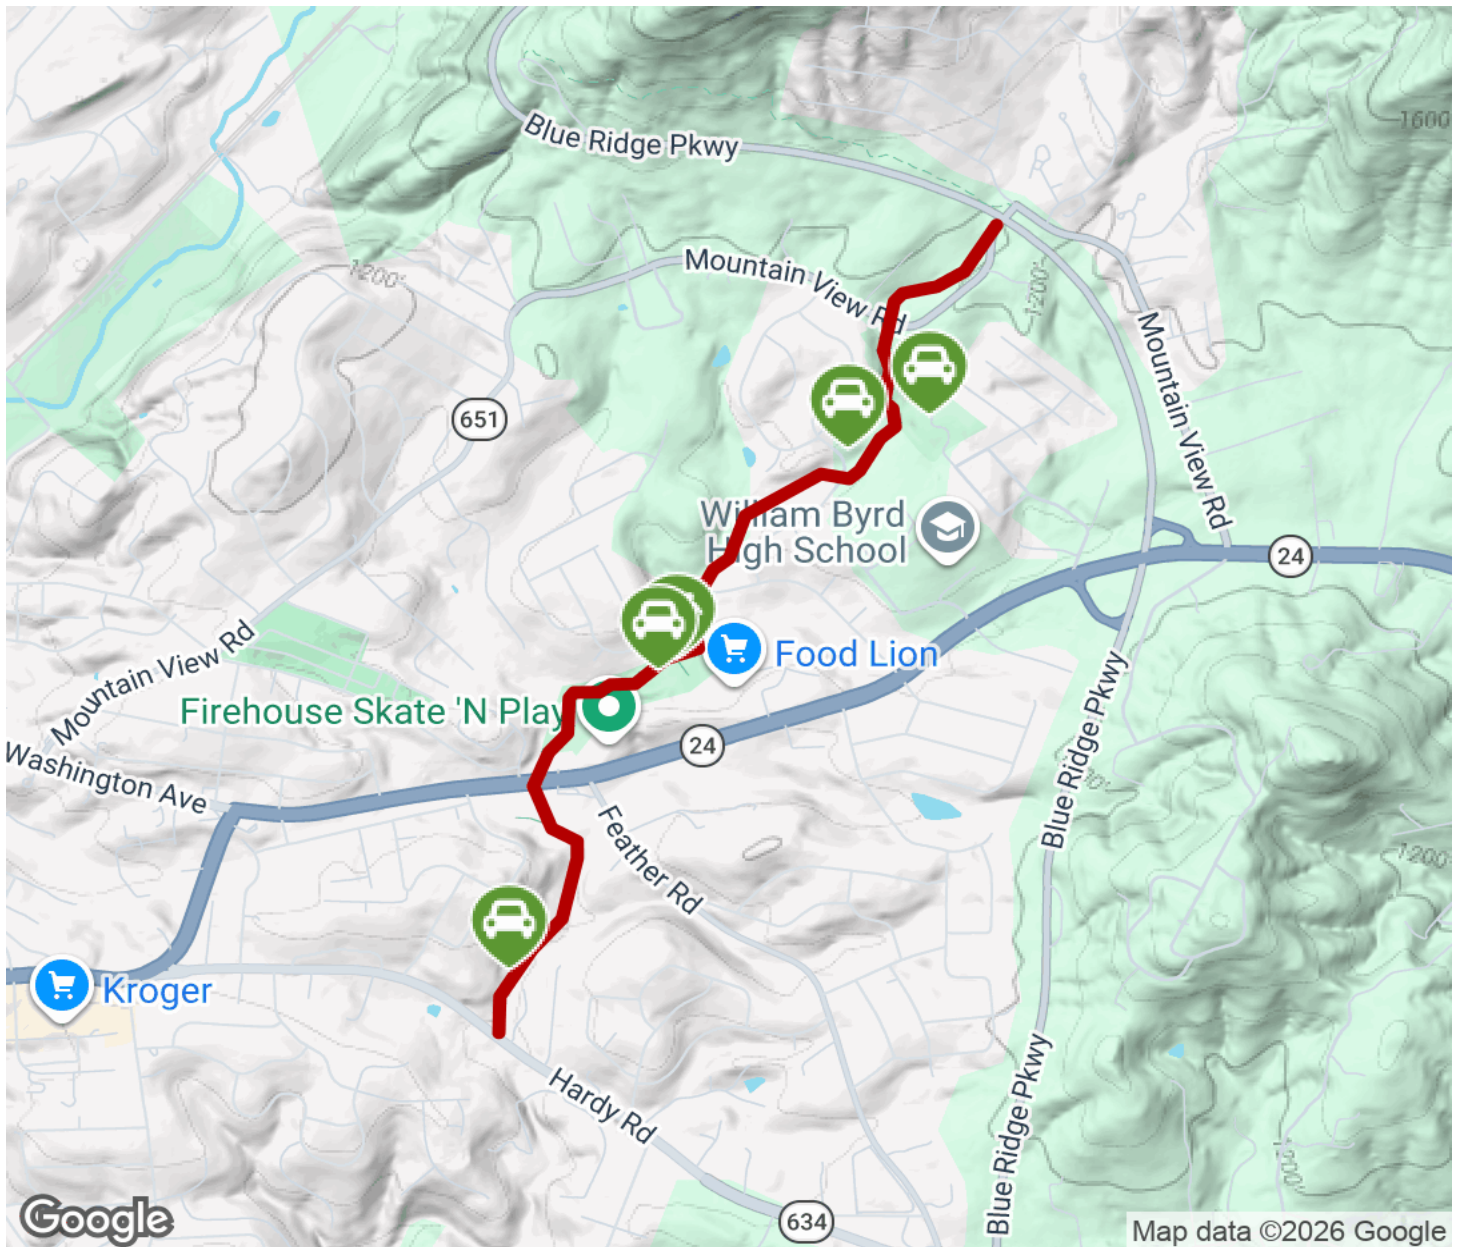 1600
Blue Ridge Pkwy
1200'
Mountain View Rd
1200'
Mountain View Rd
651
William Byrd
High School
24
Food Lion
Mountain View Rd
Firehouse Skate 'N Play
24
Blue Ridge Pkwy
Washington Ave
Feather Rd
1200
Kroger
Hardy Rd
Blue Ridge Pkwy
1200'
634
Google
Map data ©2026 Google